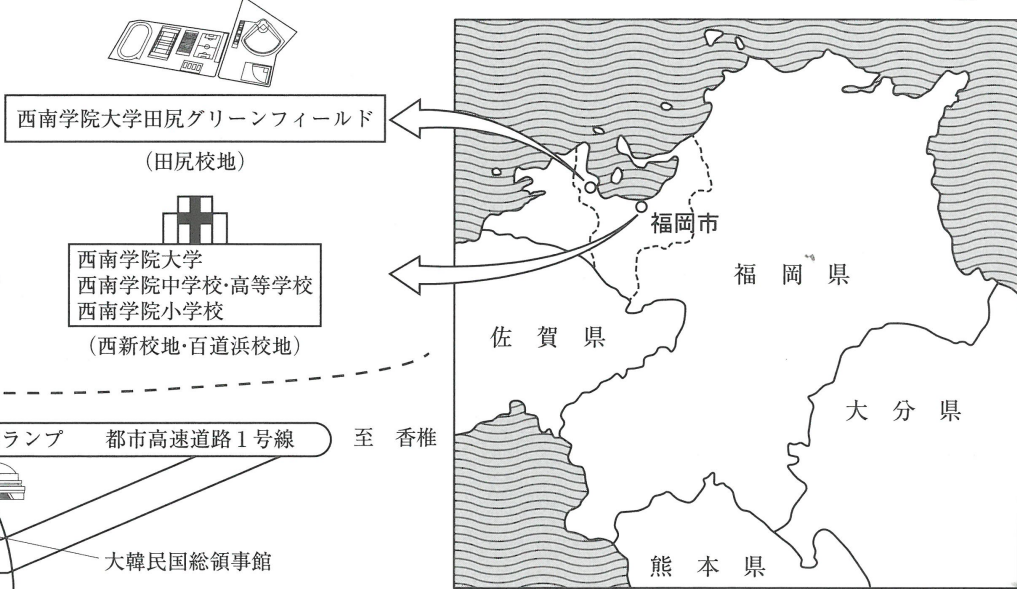 西南学院大学田尻グリーンフィールド
（田尻校地）
西南学院大学
西南学院中学校・高等学校
西南学院小学校
（西新校地・百道浜校地）
ランプ　都市高速道路１号線
至　香椎
大韓民国総領事館
福岡市
福　岡　県
佐　賀　県
大　分　県
熊　本　県